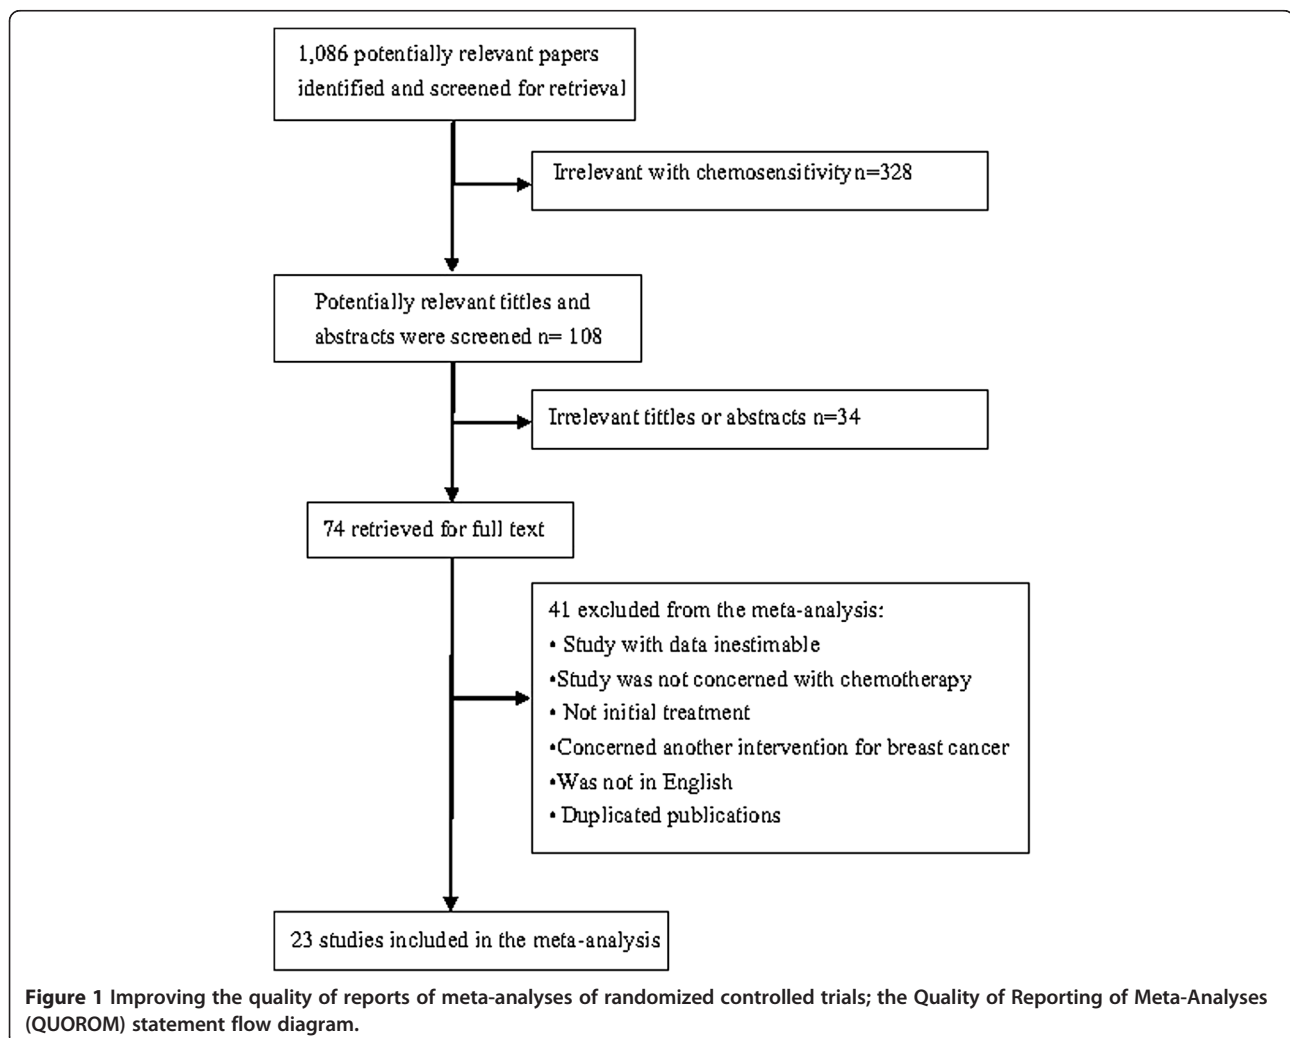 1,086 potentially relevant papers
identified and screened for retrieval
Irrelevant with chemosensitivity n=328
Potentially relevant tittles and
abstracts were screened n= 108
Irrelevant tittles or abstracts n=34
74 retrieved for full text
41 excluded from the meta-analysis:
• Study with data inestimable
•Study was not concerned with chemotherapy
• Not initial treatment
•Concerned another intervention for breast cancer
•Was not in English
• Duplicated publications
23 studies included in the meta-analysis
Figure 1 Improving the quality of reports of meta-analyses of randomized controlled trials; the Quality of Reporting of Meta-Analyses
(QUOROM) statement flow diagram.